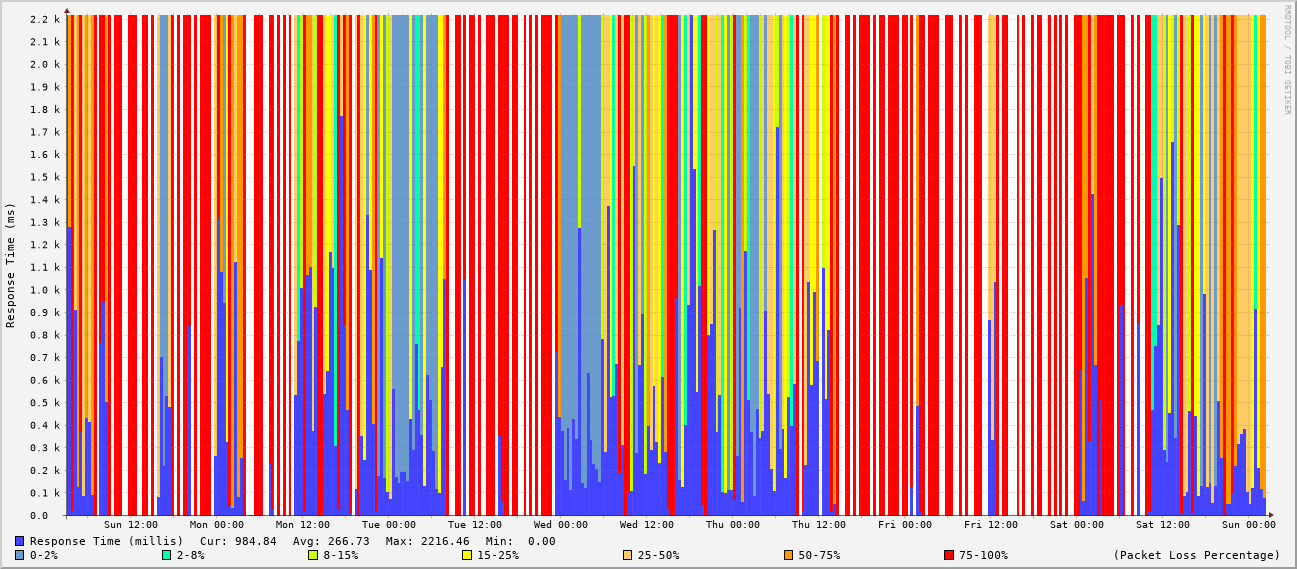 RRDTOOL / TOBI OETIKER
Response Time (ms)
2.2 k
2.1 k
2.0 k
1.9 k
1.8 k
1.7 k
1.6 k
1.5 k
1.4 k
1.3 k
1.2 k
1.1 k
1.0 k
0.9 k
0.8 k
0.7 k
0.6 k
0.5 k
0.4 k
0.3 k
0.2 k
0.1 k
0.0
Sun 12:00 Mon 00:00 Mon 12:00 Tue 00:00 Tue 12:00 Wed 00:00 Wed 12:00 Thu 00:00 Thu 12:00 Fri 00:00 Fri 12:00 Sat 00:00 Sat 12:00 Sun 00:00
Response Time (millis) Cur: 984.84 Avg: 266.73 Max: 2216.46 Min: 0.00
0-2% 2-8% 8-15% 15-25% 25-50% 50-75% 75-100% (Packet Loss Percentage)